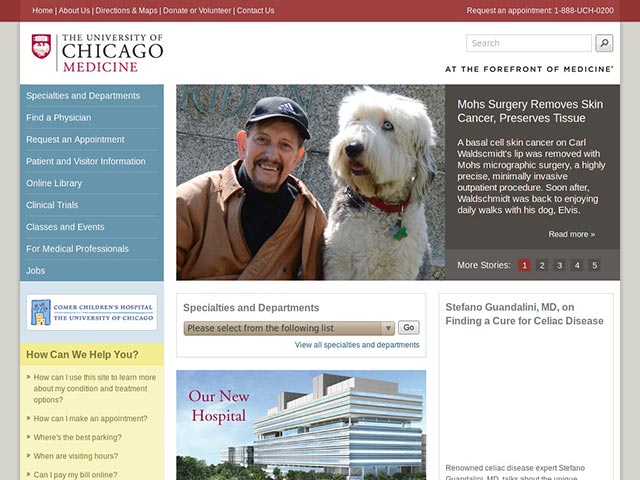 Home | About Us | Directions & Maps | Donate or Volunteer | Contact Us
Request an appointment: 1-888-UCH-0200
THE UNIVERSITY OF
CHICAGO
MEDICINE
Search
AT THE FOREFRONT OF MEDICINE
Specialties and Departments
Find a Physician
Request an Appointment
Patient and Visitor Information
Online Library
Clinical Trials
Classes and Events
For Medical Professionals
Jobs
Mohs Surgery Removes Skin
Cancer, Preserves Tissue
A basal cell skin cancer on Carl
Waldscmidt's lip was removed with
Mohs micrographic surgery, a highly
precise, minimally invasive
outpatient procedure. Soon after,
Waldschmidt was back to enjoying
daily walks with his dog, Elvis.
Read more »
More Stories: 1 2 3 4 5
COMER CHILDREN'S HOSPITAL
THE UNIVERSITY OF CHICAGO
How Can We Help You?
» How can I use this site to learn more
about my condition and treatment
options?
» How can I make an appointment?
» Where's the best parking?
» When are visiting hours?
» Can I pay my bill online?
Specialties and Departments
Please select from the following list
Go
View all specialties and departments
Our New
Hospital
Stefano Guandalini, MD, on
Finding a Cure for Celiac Disease
Renowned celiac disease expert Stefano
Guandalini, MD, talks about the unique